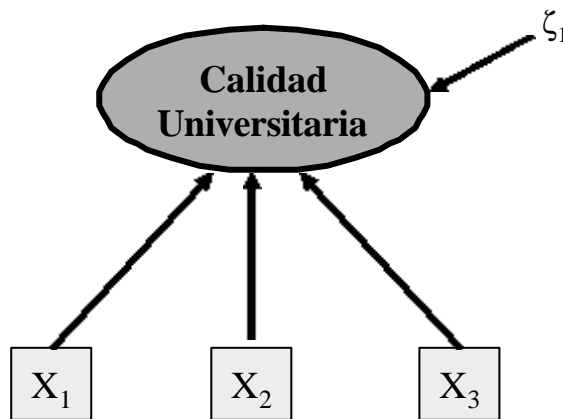 ζ₁
Calidad
Universitaria
X₁ X₂ X₃